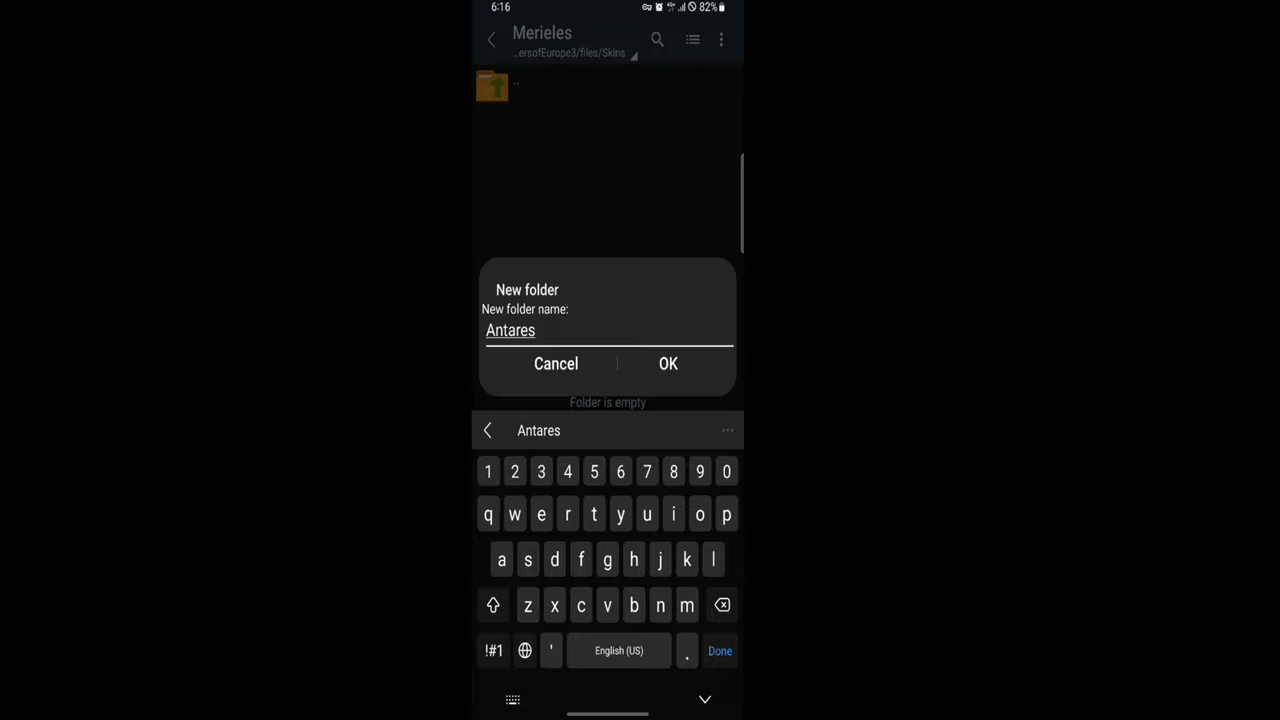 6:16
82%
Merieles
...ersofEurope3/files/Skins
..
New folder
New folder name:
Antares
Cancel
OK
Folder is empty
Antares
1 2 3 4 5 6 7 8 9 0
q w e r t y u i o p
a s d f g h j k l
z x c v b n m
!#1 ' English (US) . Done